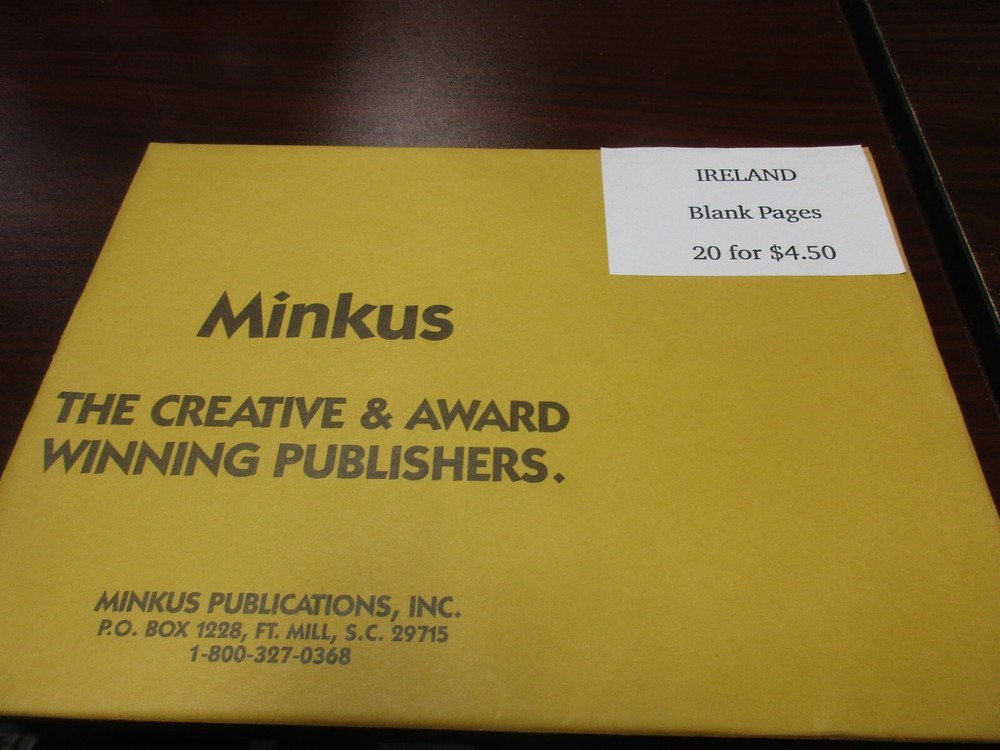 IRELAND
Blank Pages
20 for $4.50
Minkus
THE CREATIVE & AWARD
WINNING PUBLISHERS.
MINKUS PUBLICATIONS, INC.
P.O. BOX 1228, FT. MILL, S.C. 29715
1-800-327-0368